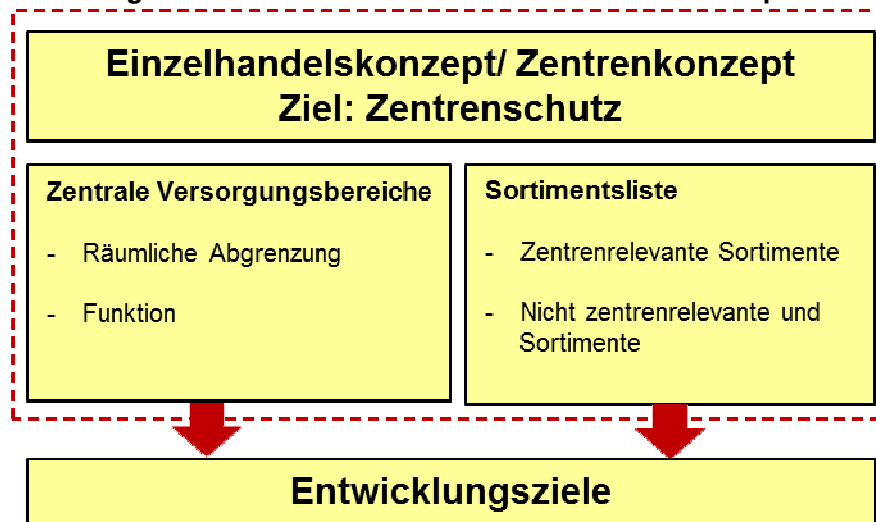 Einzelhandelskonzept/ Zentrenkonzept
Ziel: Zentrenschutz
Zentrale Versorgungsbereiche
- Räumliche Abgrenzung
- Funktion
Sortimentsliste
- Zentrenrelevante Sortimente
- Nicht zentrenrelevante und
Sortimente
Entwicklungsziele